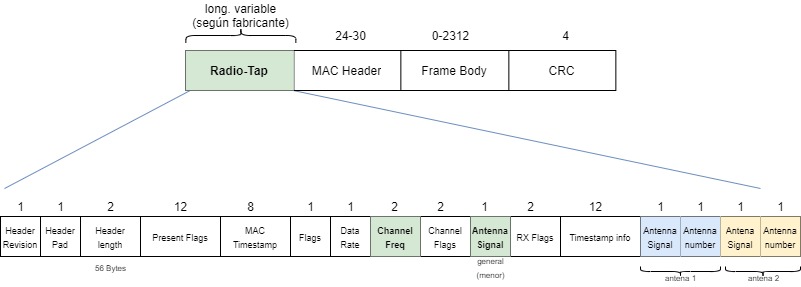 long. variable
(según fabricante)
24-30
0-2312
4
Radio-Tap
MAC Header
Frame Body
CRC
1
1
2
12
8
1
1
2
2
1
2
12
1
1
1
1
Header
Revision
Header
Pad
Header
length
Present Flags
MAC
Timestamp
Flags
Data
Rate
Channel
Freq
Channel
Flags
Antenna
Signal
RX Flags
Timestamp info
Antenna
Signal
Antenna
number
Antena
Signal
Antenna
number
56 Bytes
general
(menor)
antena 1
antena 2